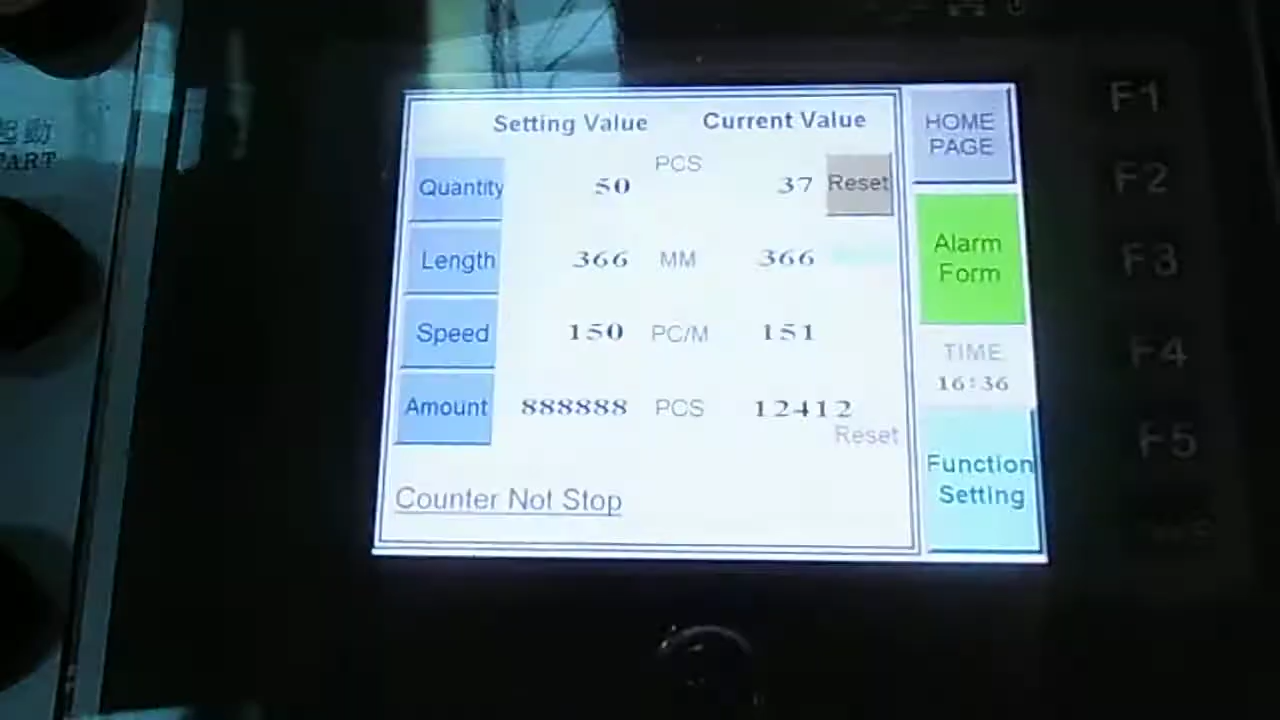 起動
Setting Value Current Value
PCS
Quantity 50 37 Reset
Length 366 MM 366
Speed 150 PC/M 151
Amount 888888 PCS 12412
Reset
Counter Not Stop
HOME
PAGE
Alarm
Form
TIME
16:36
Function
Setting
F1
F2
F3
F4
F5